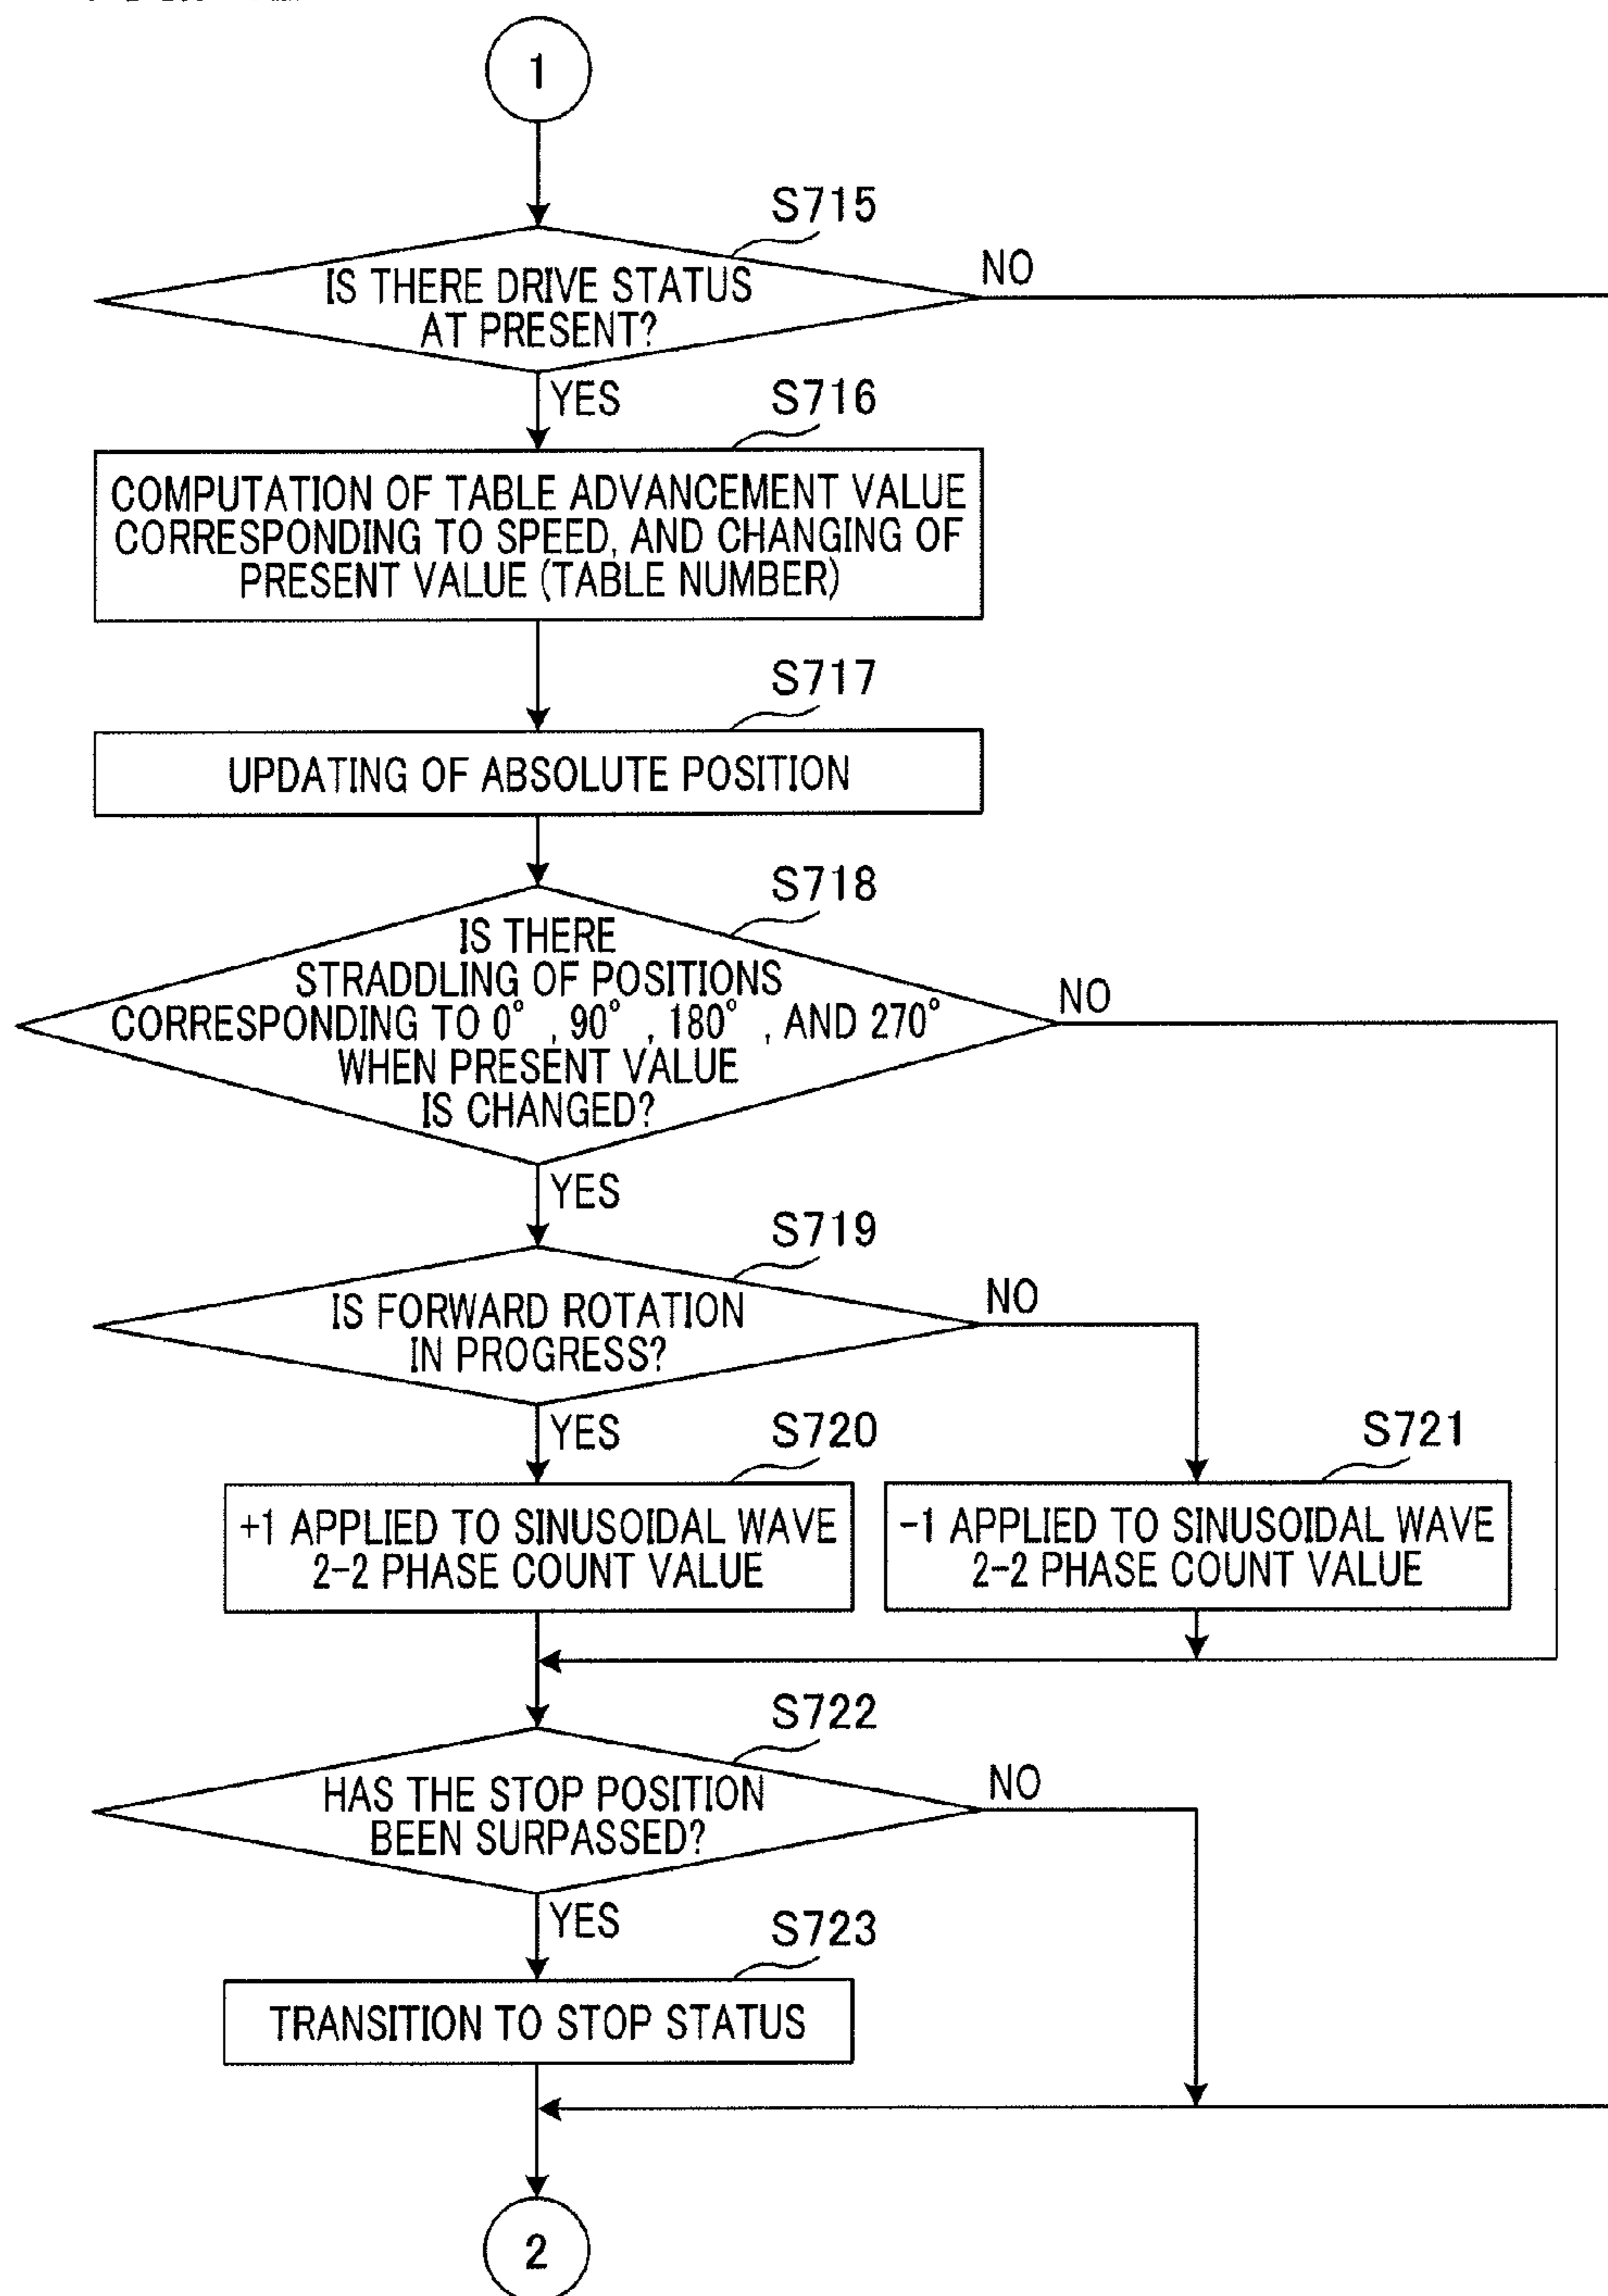 1
S715
IS THERE DRIVE STATUS
AT PRESENT?
NO
YES
S716
COMPUTATION OF TABLE ADVANCEMENT VALUE
CORRESPONDING TO SPEED, AND CHANGING OF
PRESENT VALUE (TABLE NUMBER)
S717
UPDATING OF ABSOLUTE POSITION
S718
IS THERE
STRADDLING OF POSITIONS
CORRESPONDING TO 0°, 90°, 180°, AND 270°
WHEN PRESENT VALUE
IS CHANGED?
NO
YES
S719
IS FORWARD ROTATION
IN PROGRESS?
NO
YES
S720
+1 APPLIED TO SINUSOIDAL WAVE
2-2 PHASE COUNT VALUE
S721
-1 APPLIED TO SINUSOIDAL WAVE
2-2 PHASE COUNT VALUE
S722
HAS THE STOP POSITION
BEEN SURPASSED?
NO
YES
S723
TRANSITION TO STOP STATUS
2